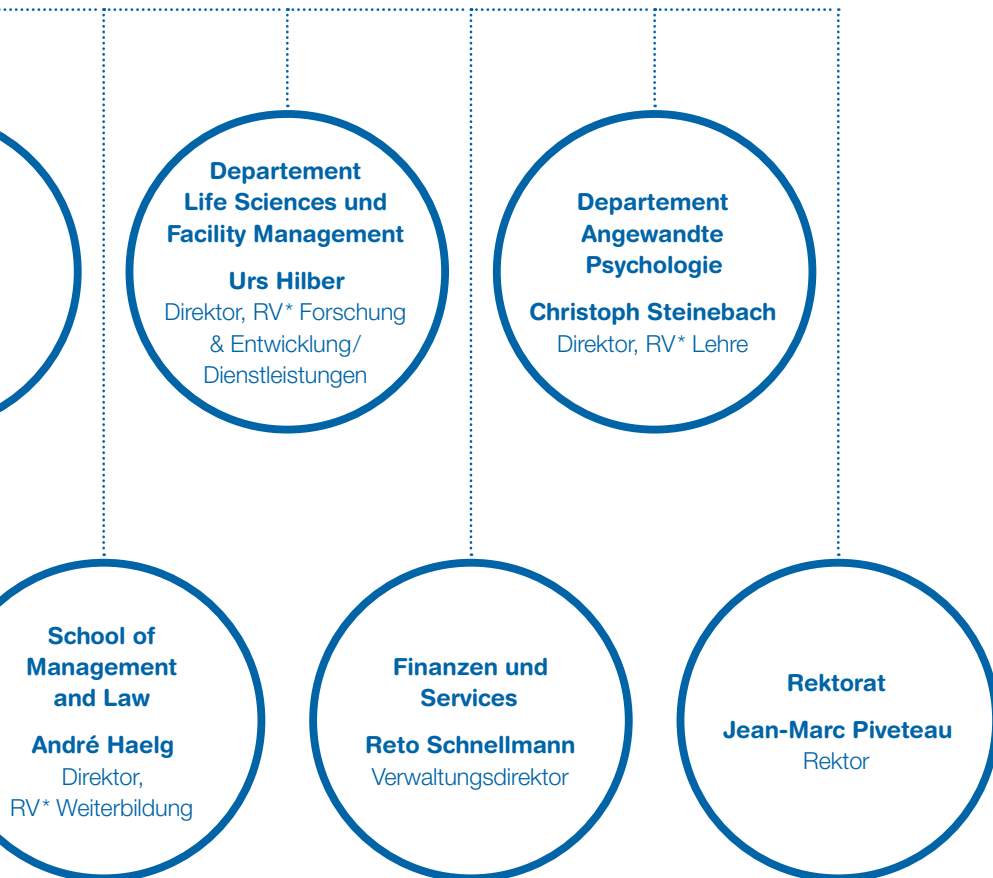 Departement
Life Sciences und
Facility Management
Urs Hilber
Direktor, RV* Forschung
& Entwicklung/
Dienstleistungen
Departement
Angewandte
Psychologie
Christoph Steinebach
Direktor, RV* Lehre
School of
Management
and Law
André Haelg
Direktor,
RV* Weiterbildung
Finanzen und
Services
Reto Schnellmann
Verwaltungsdirektor
Rektorat
Jean-Marc Piveteau
Rektor